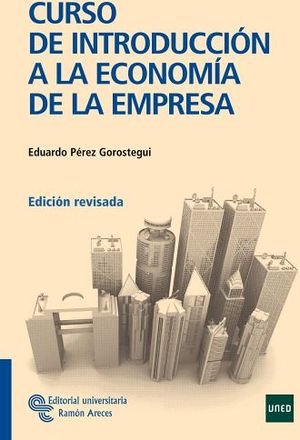 CURSO
DE INTRODUCCIÓN
A LA ECONOMÍA
DE LA EMPRESA
Eduardo Pérez Gorostegui
Edición revisada
Editorial universitaria
Ramón Areces
UNED